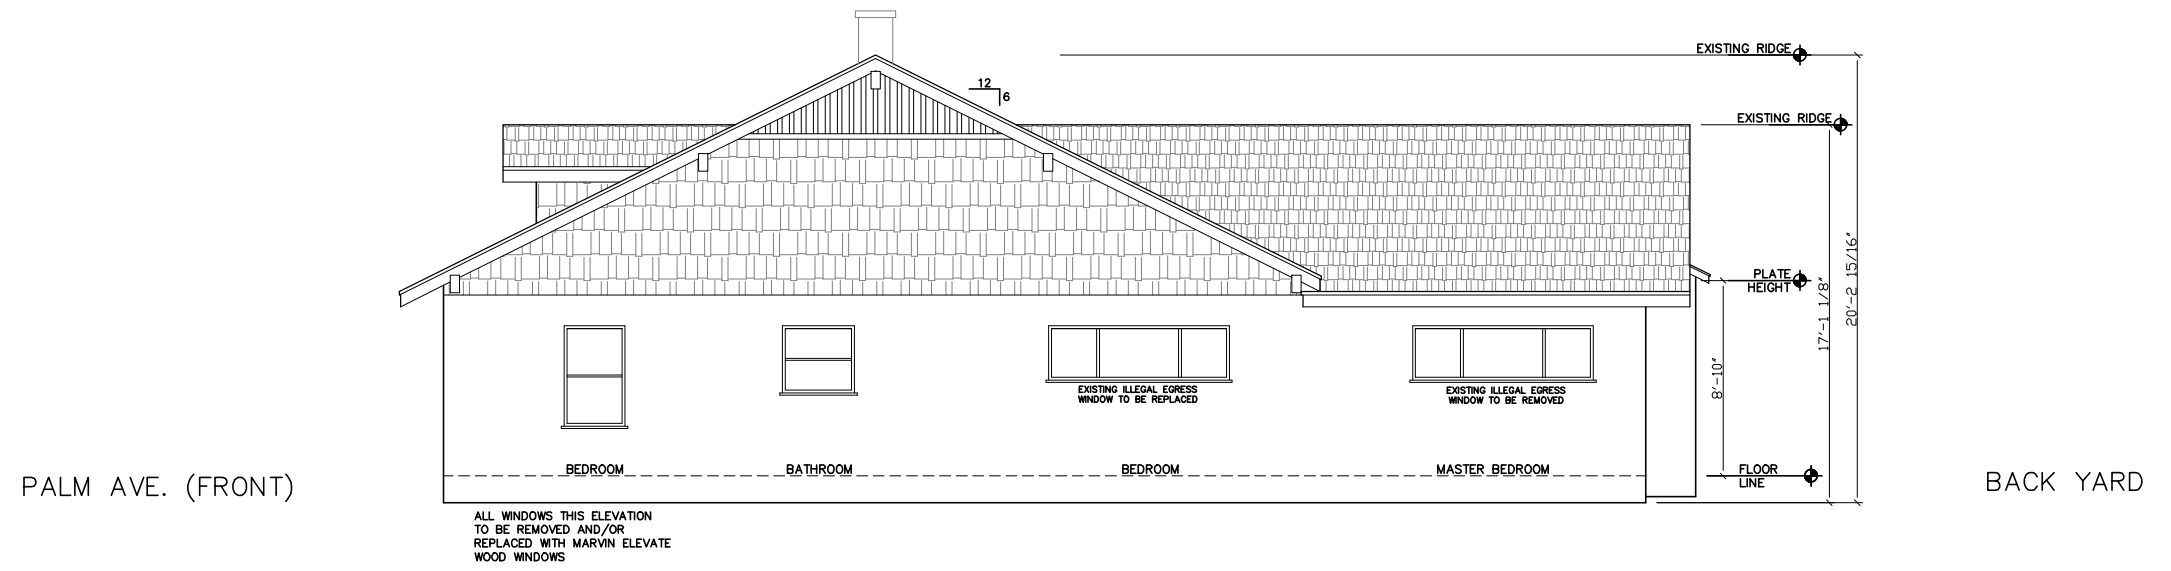 EXISTING RIDGE
12
6
EXISTING RIDGE
20'-2 15/16"
17'-1 1/8"
PLATE
HEIGHT
8'-10"
EXISTING ILLEGAL EGRESS
WINDOW TO BE REPLACED
EXISTING ILLEGAL EGRESS
WINDOW TO BE REMOVED
BEDROOM
BATHROOM
BEDROOM
MASTER BEDROOM
FLOOR
LINE
PALM AVE. (FRONT)
BACK YARD
ALL WINDOWS THIS ELEVATION
TO BE REMOVED AND/OR
REPLACED WITH MARVIN ELEVATE
WOOD WINDOWS